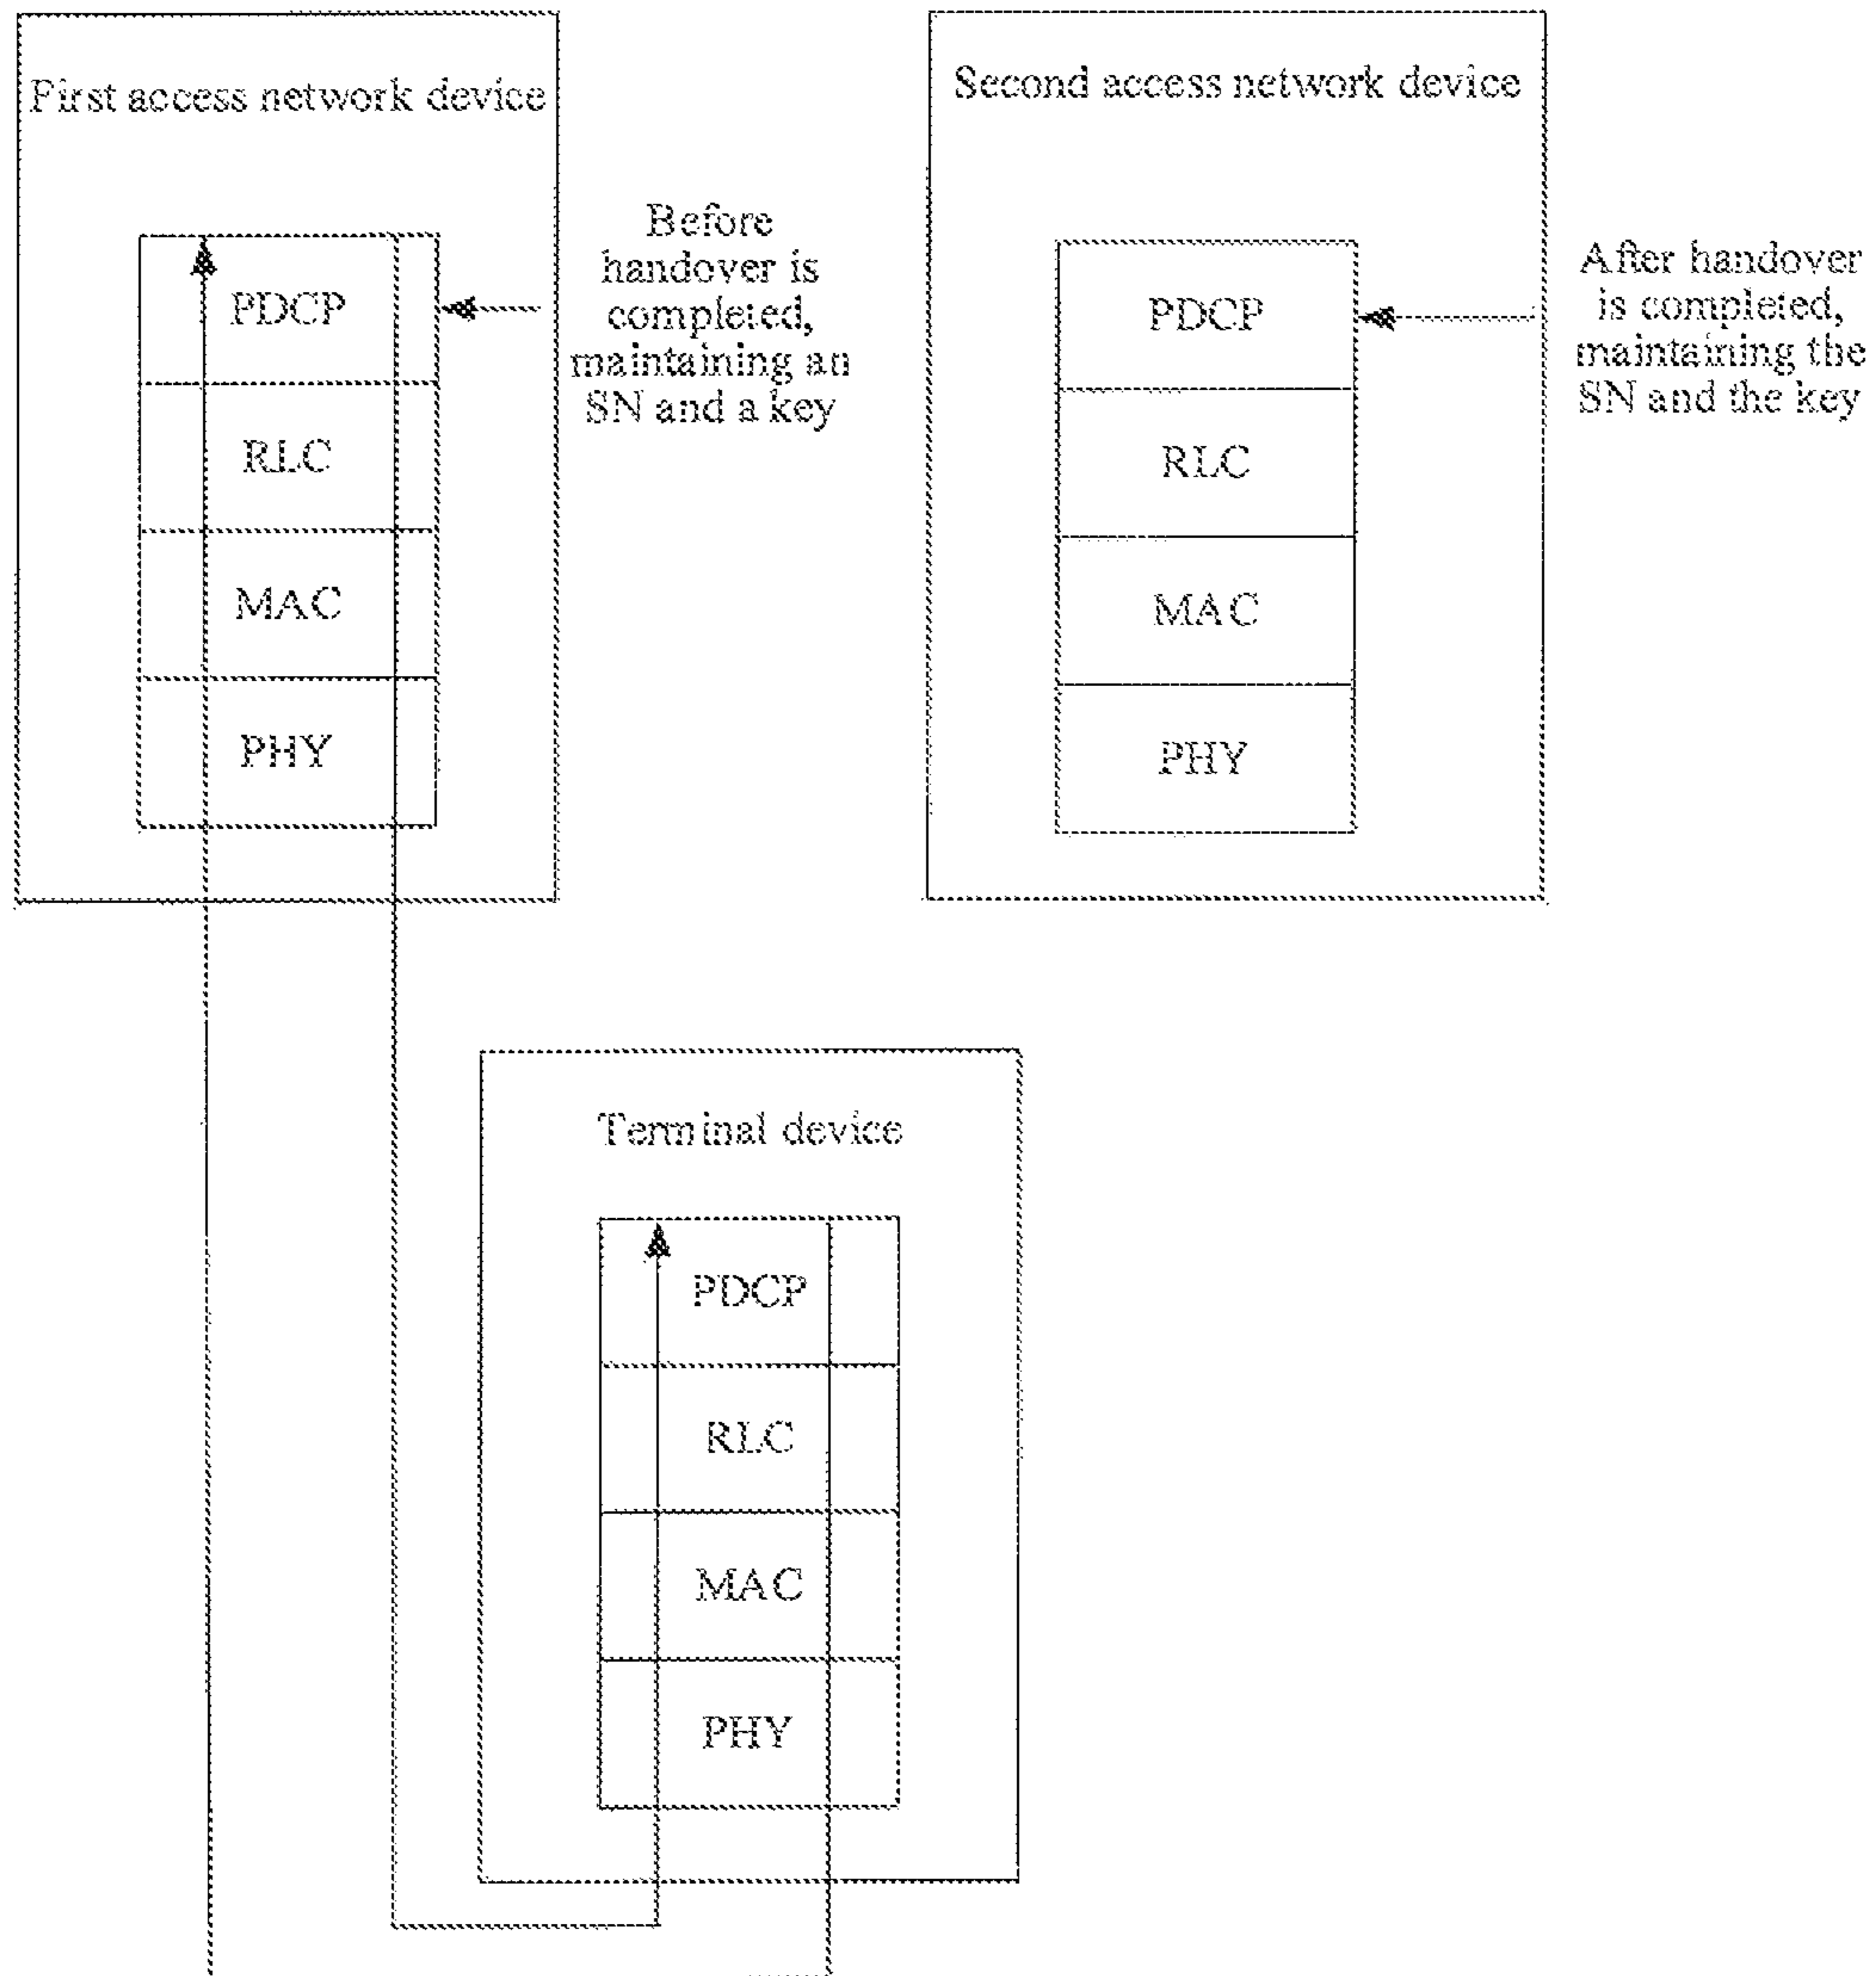 First access network device
PDCP
RLC
MAC
PHY
Before
handover is
completed,
maintaining an
SN and a key
Second access network device
PDCP
RLC
MAC
PHY
After handover
is completed,
maintaining the
SN and the key
Terminal device
PDCP
RLC
MAC
PHY